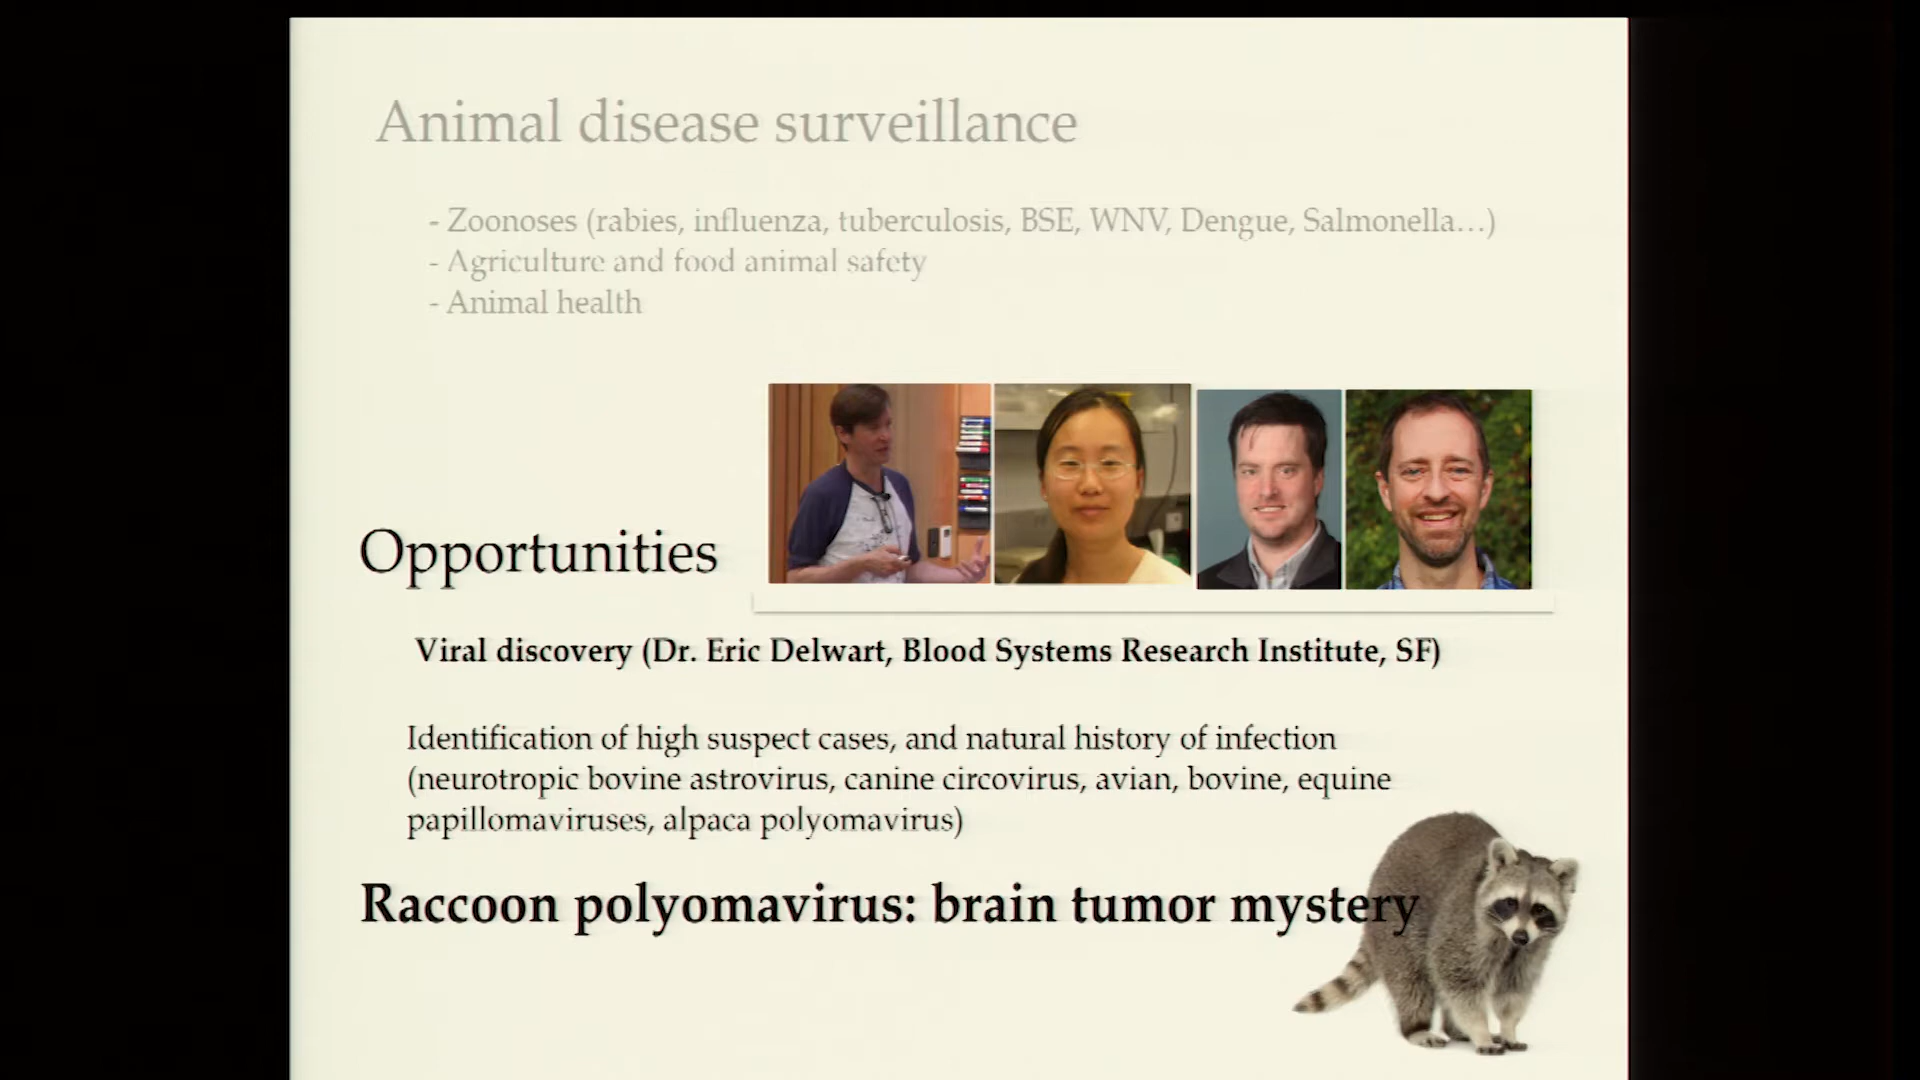 Animal disease surveillance
- Zoonoses (rabies, influenza, tuberculosis, BSE, WNV, Dengue, Salmonella…)
- Agriculture and food animal safety
- Animal health
Opportunities
Viral discovery (Dr. Eric Delwart, Blood Systems Research Institute, SF)
Identification of high suspect cases, and natural history of infection
(neurotropic bovine astrovirus, canine circovirus, avian, bovine, equine
papillomaviruses, alpaca polyomavirus)
Raccoon polyomavirus: brain tumor mystery